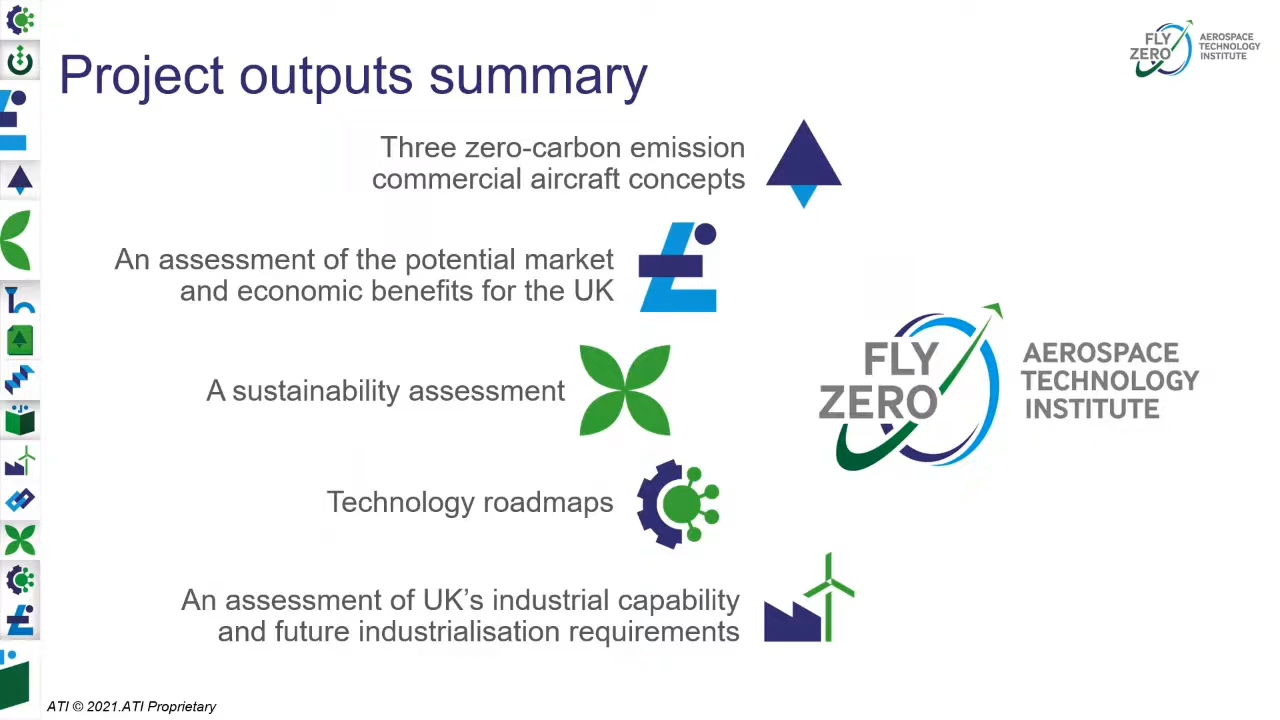 Project outputs summary
FLY
ZERO
AEROSPACE
TECHNOLOGY
INSTITUTE
Three zero-carbon emission
commercial aircraft concepts
An assessment of the potential market
and economic benefits for the UK
A sustainability assessment
Technology roadmaps
An assessment of UK’s industrial capability
and future industrialisation requirements
FLY
ZERO
AEROSPACE
TECHNOLOGY
INSTITUTE
ATI © 2021.ATI Proprietary